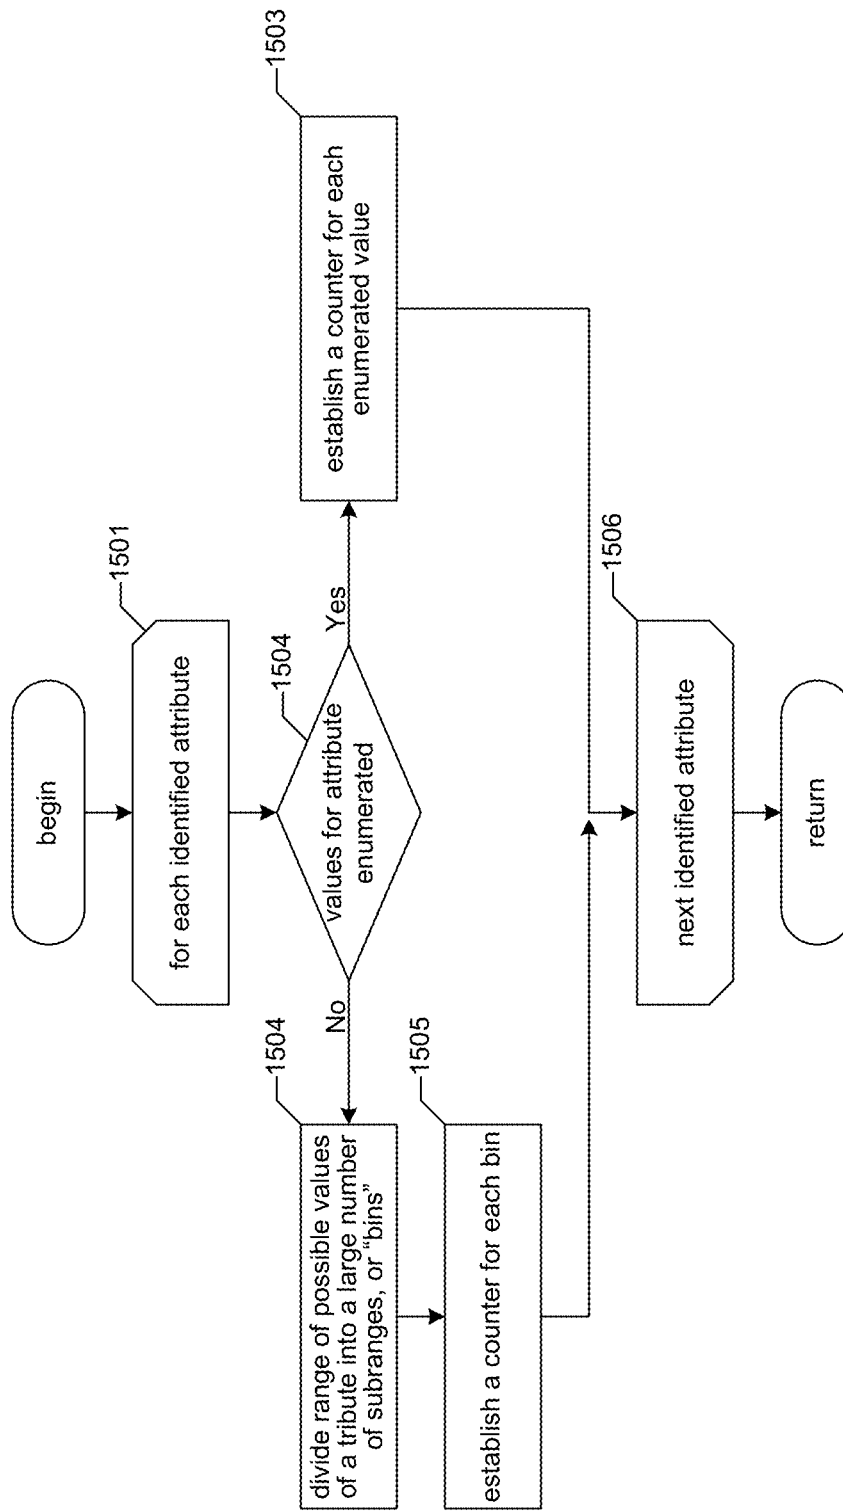 begin
1501
for each identified attribute
1504
values for attribute
enumerated
Yes
No
1503
establish a counter for each
enumerated value
1504
divide range of possible values
of a tribute into a large number
of subranges, or “bins”
1505
establish a counter for each bin
1506
next identified attribute
return